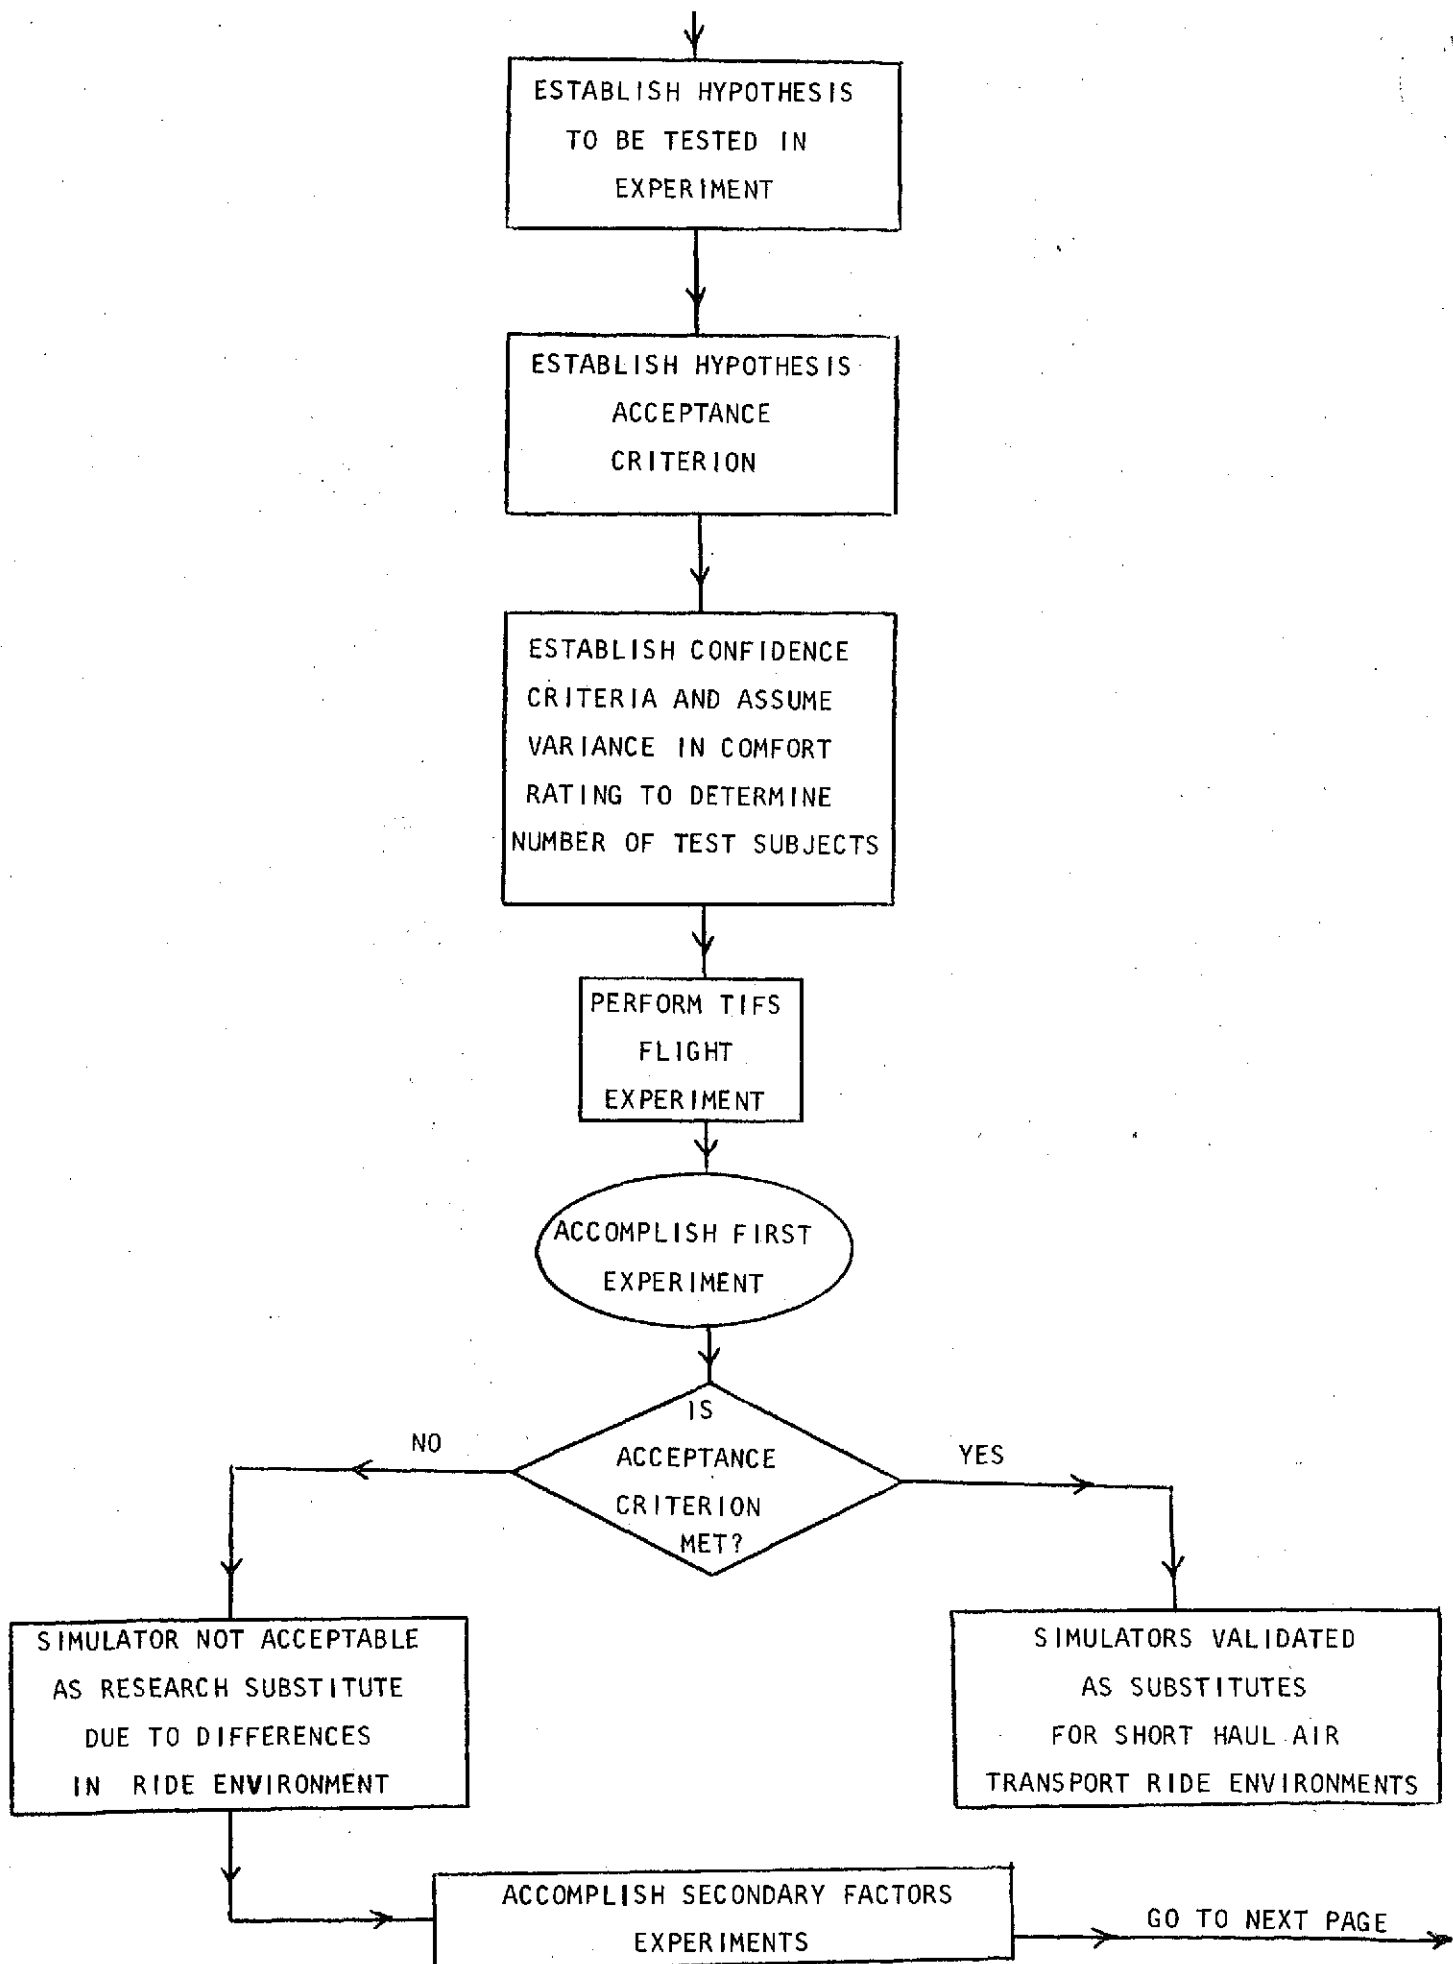 ESTABLISH HYPOTHESIS
TO BE TESTED IN
EXPERIMENT
ESTABLISH HYPOTHESIS
ACCEPTANCE
CRITERION
ESTABLISH CONFIDENCE
CRITERIA AND ASSUME
VARIANCE IN COMFORT
RATING TO DETERMINE
NUMBER OF TEST SUBJECTS
PERFORM TIFS
FLIGHT
EXPERIMENT
ACCOMPLISH FIRST
EXPERIMENT
IS
ACCEPTANCE
CRITERION
MET?
NO
YES
SIMULATOR NOT ACCEPTABLE
AS RESEARCH SUBSTITUTE
DUE TO DIFFERENCES
IN RIDE ENVIRONMENT
SIMULATORS VALIDATED
AS SUBSTITUTES
FOR SHORT HAUL AIR
TRANSPORT RIDE ENVIRONMENTS
ACCOMPLISH SECONDARY FACTORS
EXPERIMENTS
GO TO NEXT PAGE